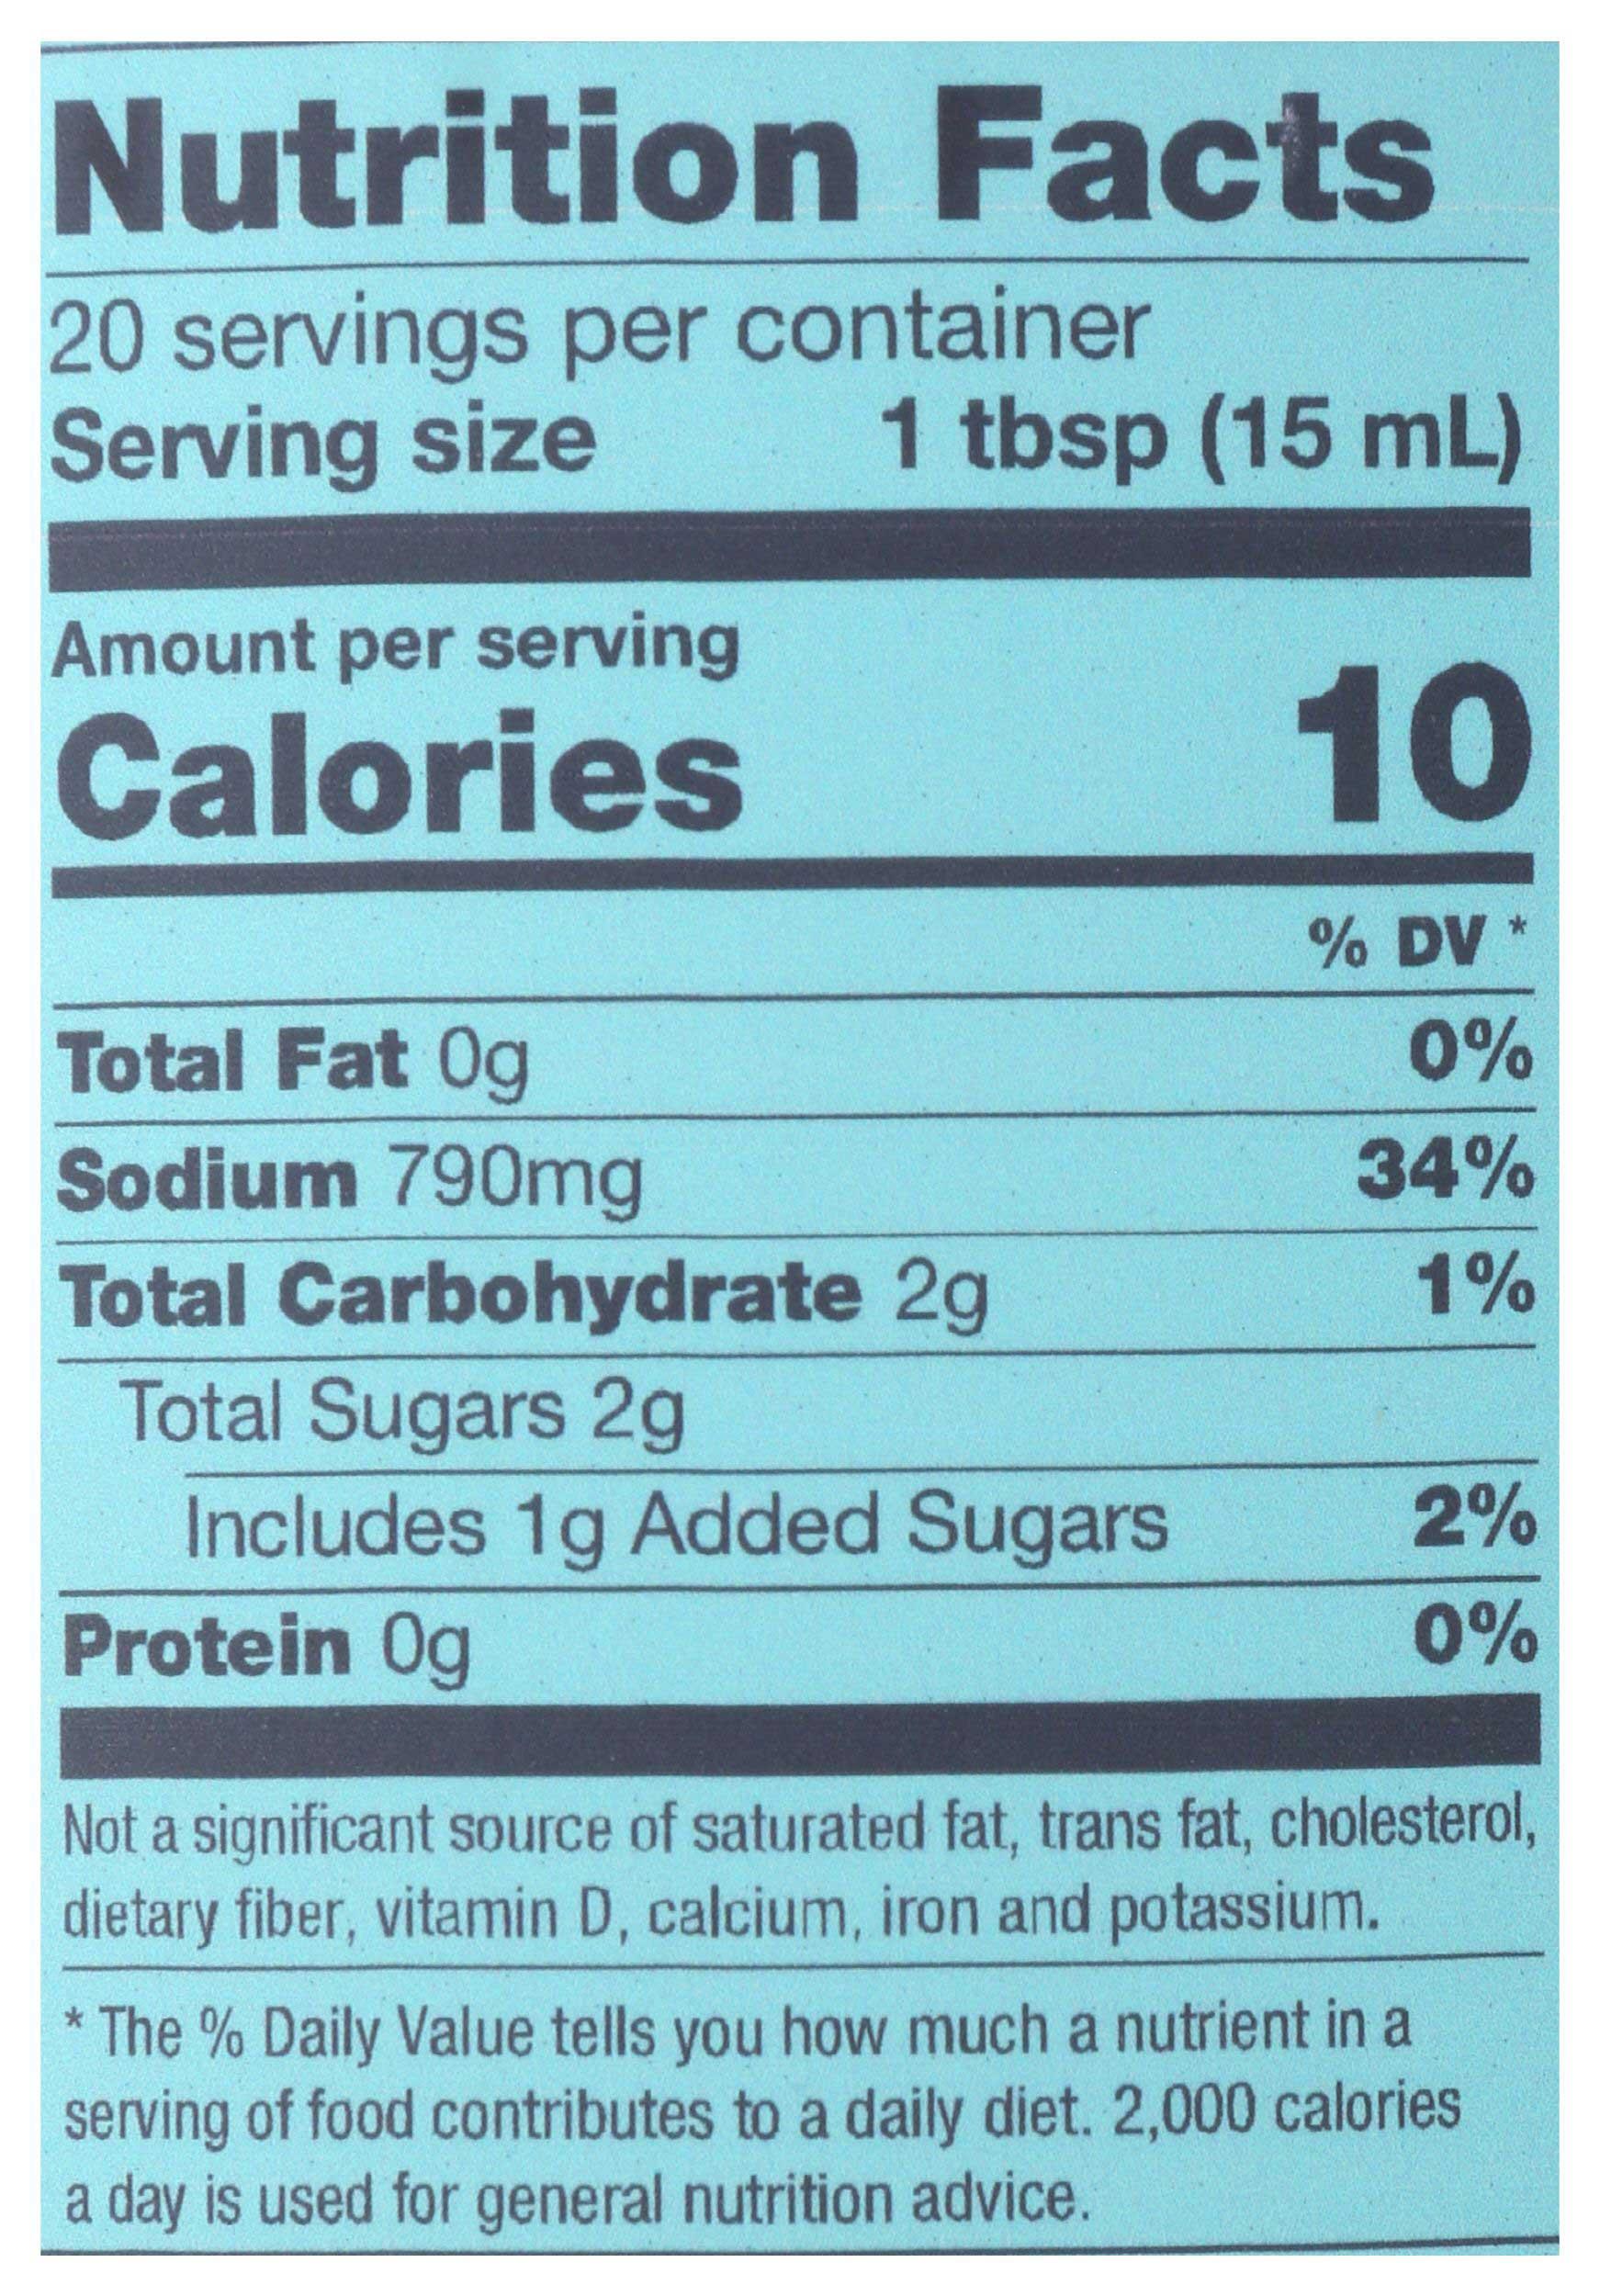 Nutrition Facts
20 servings per container
Serving size 1 tbsp (15 mL)
Amount per serving
Calories 10
% DV *
Total Fat 0g 0%
Sodium 790mg 34%
Total Carbohydrate 2g 1%
Total Sugars 2g
Includes 1g Added Sugars 2%
Protein 0g 0%
Not a significant source of saturated fat, trans fat, cholesterol,
dietary fiber, vitamin D, calcium, iron and potassium.
* The % Daily Value tells you how much a nutrient in a
serving of food contributes to a daily diet. 2,000 calories
a day is used for general nutrition advice.